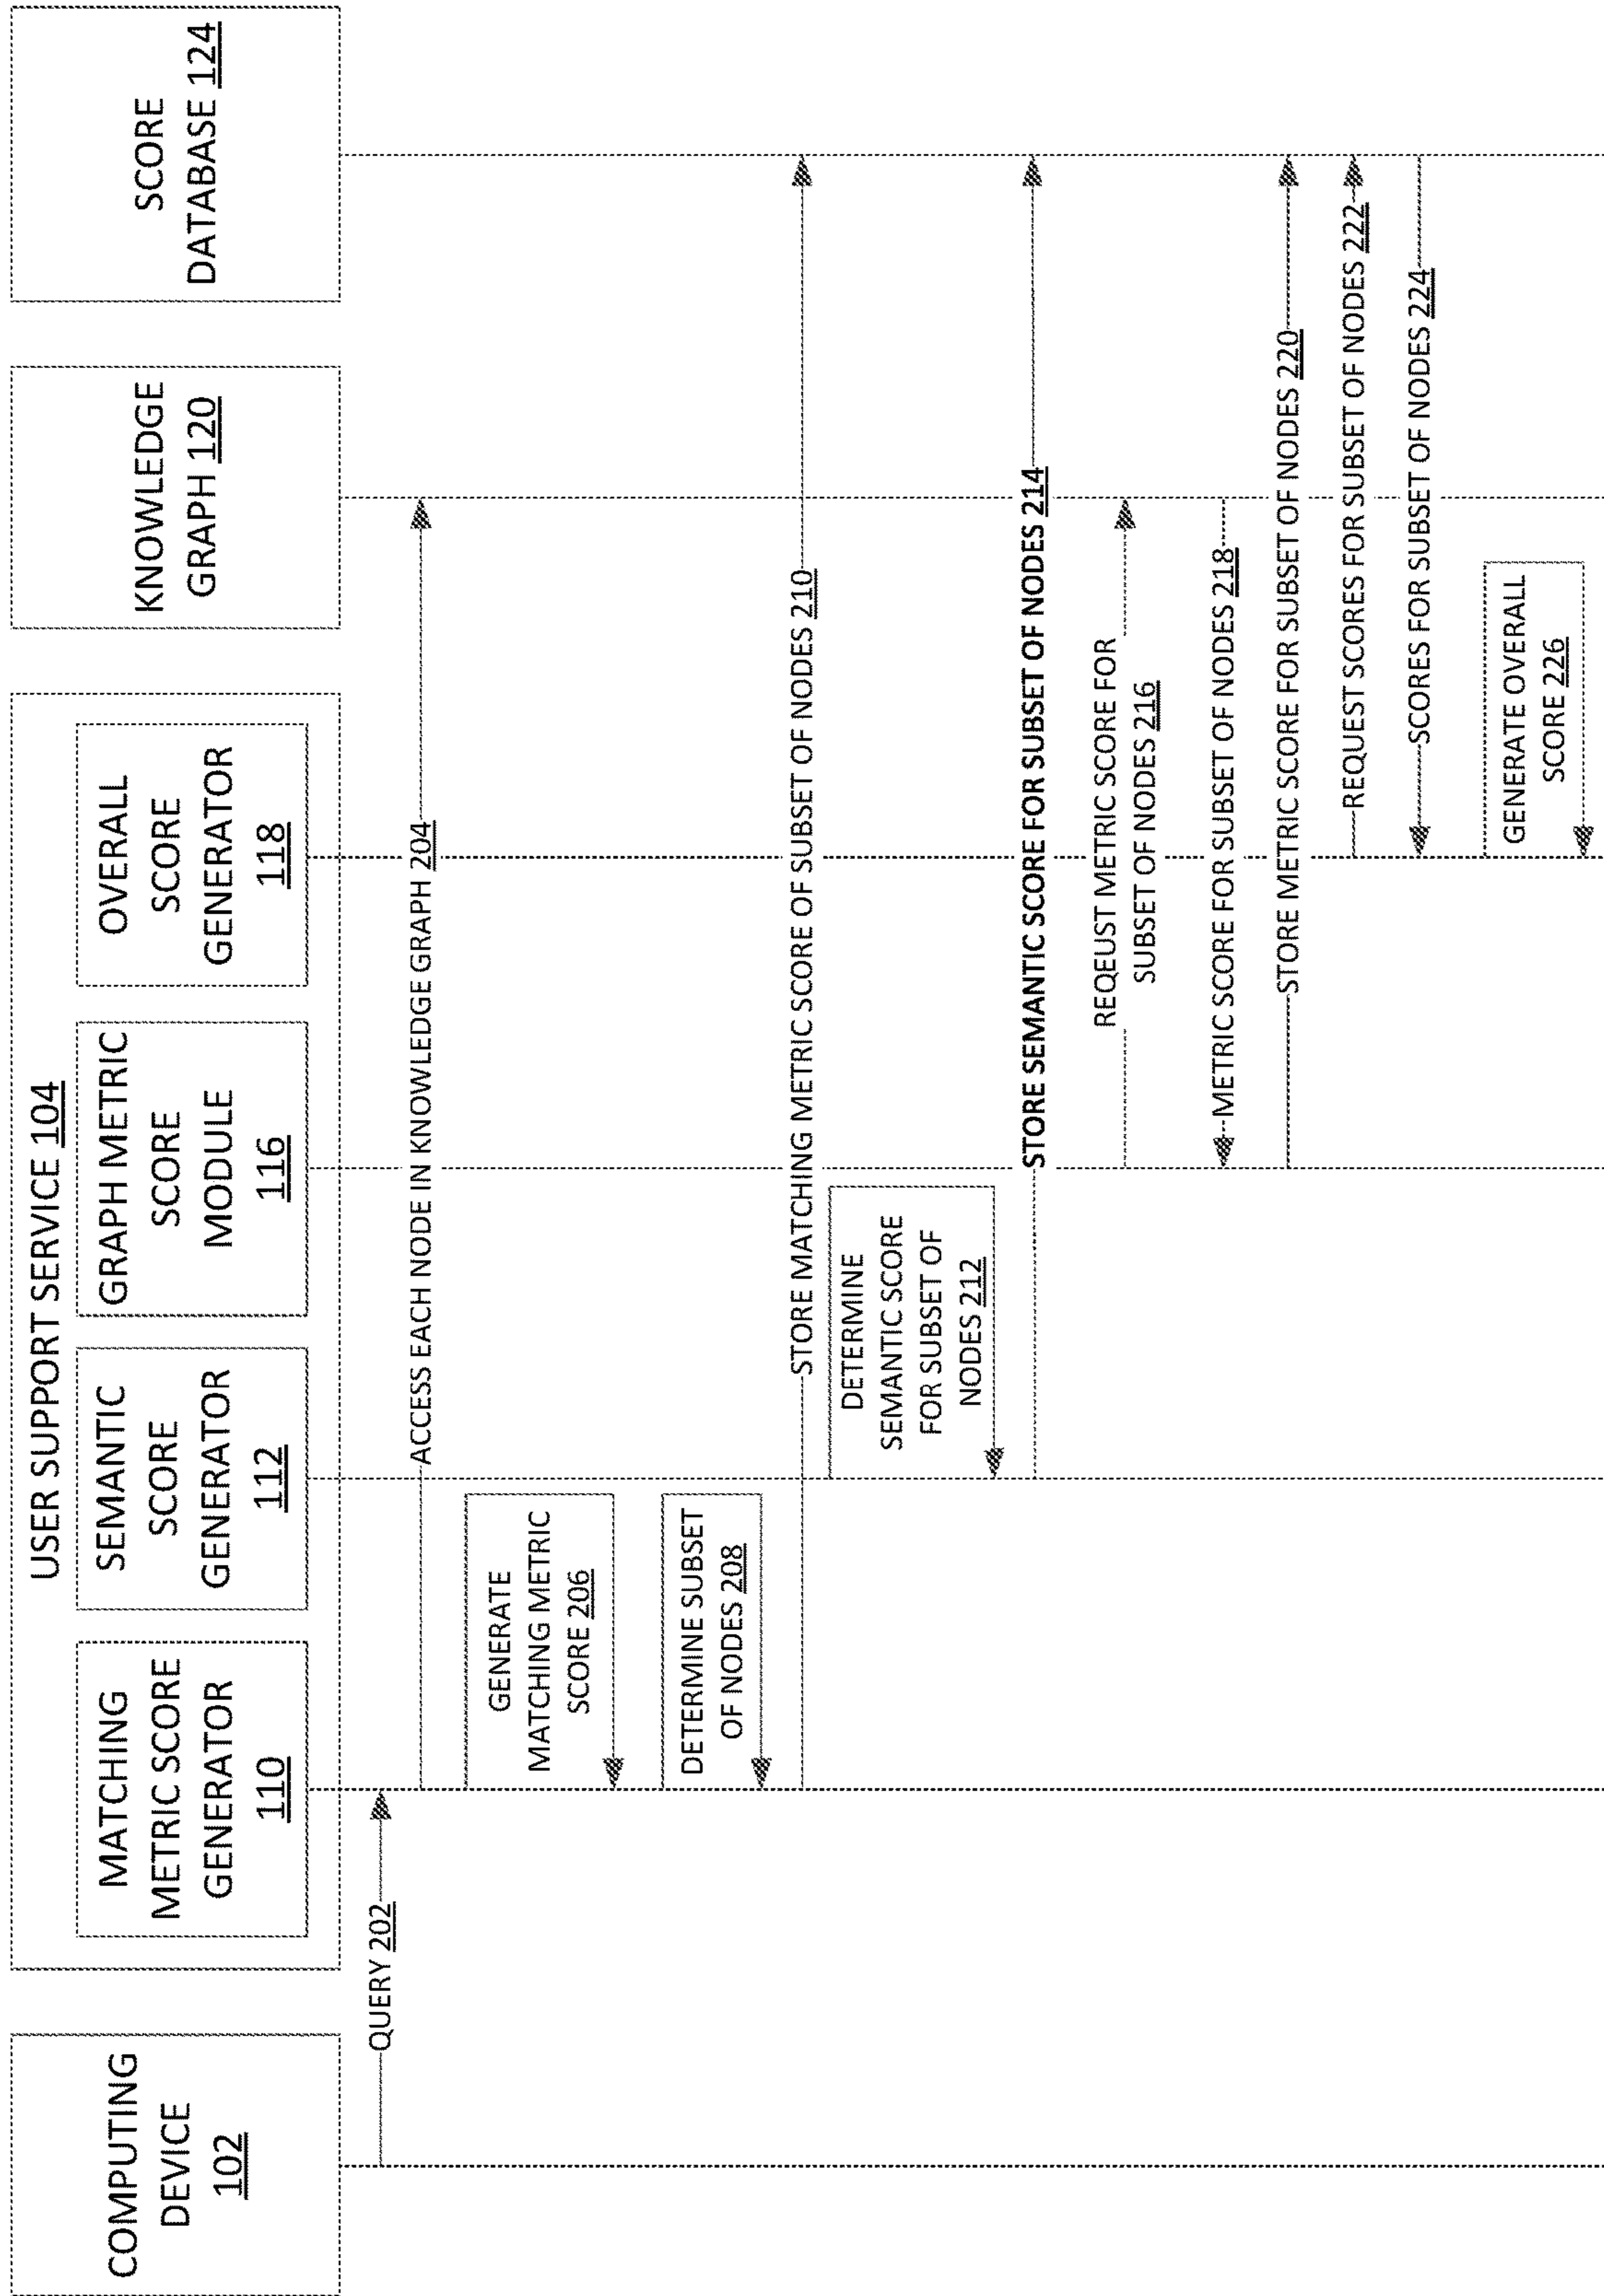 COMPUTING
DEVICE
102
USER SUPPORT SERVICE 104
MATCHING
METRIC SCORE
GENERATOR
110
SEMANTIC
SCORE
GENERATOR
112
GRAPH METRIC
SCORE
MODULE
116
OVERALL
SCORE
GENERATOR
118
KNOWLEDGE
GRAPH 120
SCORE
DATABASE 124
QUERY 202
ACCESS EACH NODE IN KNOWLEDGE GRAPH 204
GENERATE
MATCHING METRIC
SCORE 206
DETERMINE SUBSET
OF NODES 208
STORE MATCHING METRIC SCORE OF SUBSET OF NODES 210
DETERMINE
SEMANTIC SCORE
FOR SUBSET OF
NODES 212
STORE SEMANTIC SCORE FOR SUBSET OF NODES 214
REQEUST METRIC SCORE FOR
SUBSET OF NODES 216
METRIC SCORE FOR SUBSET OF NODES 218
STORE METRIC SCORE FOR SUBSET OF NODES 220
REQUEST SCORES FOR SUBSET OF NODES 222
SCORES FOR SUBSET OF NODES 224
GENERATE OVERALL
SCORE 226